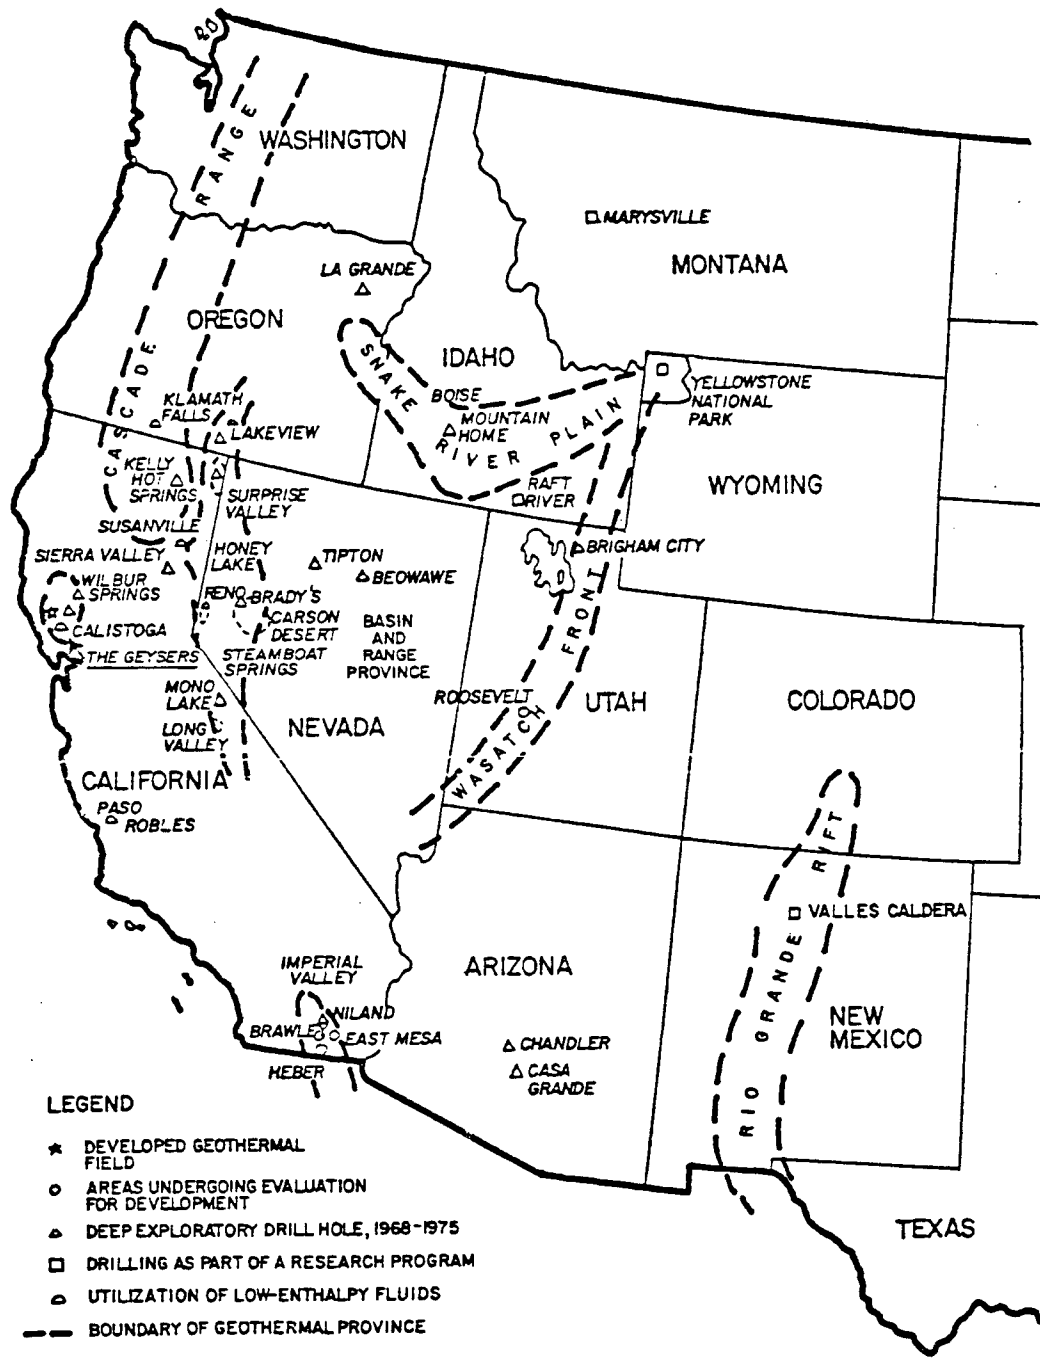 WASHINGTON
RANGE
MARYSVILLE
MONTANA
LA GRANDE
OREGON
IDAHO
CASCADE
SNAKE
RIVER
PLAIN
BOISE
MOUNTAIN
HOME
YELLOWSTONE
NATIONAL
PARK
KLAMATH
FALLS
LAKEVIEW
KELLY
HOT
SPRINGS
SURPRISE
VALLEY
RAFT
RIVER
WYOMING
SUSANVILLE
HONEY
LAKE
SIERRA VALLEY
TIPTON
BEOWAWE
BRIGHAM CITY
WILBUR
SPRINGS
RENO
BRADY'S
CARSON
DESERT
BASIN
AND
RANGE
PROVINCE
CALISTOGA
THE GEYSERS
STEAMBOAT
SPRINGS
WASATCH
FRONT
ROOSEVELT
UTAH
COLORADO
MONO
LAKE
LONG
VALLEY
NEVADA
CALIFORNIA
PASO
ROBLES
RIO GRANDE RIFT
VALLES CALDERA
IMPERIAL
VALLEY
ARIZONA
NEW
MEXICO
NILAND
BRAWLEY
EAST MESA
HEBER
CHANDLER
CASA
GRANDE
TEXAS
LEGEND
DEVELOPED GEOTHERMAL
FIELD
AREAS UNDERGOING EVALUATION
FOR DEVELOPMENT
DEEP EXPLORATORY DRILL HOLE, 1968-1975
DRILLING AS PART OF A RESEARCH PROGRAM
UTILIZATION OF LOW-ENTHALPY FLUIDS
BOUNDARY OF GEOTHERMAL PROVINCE